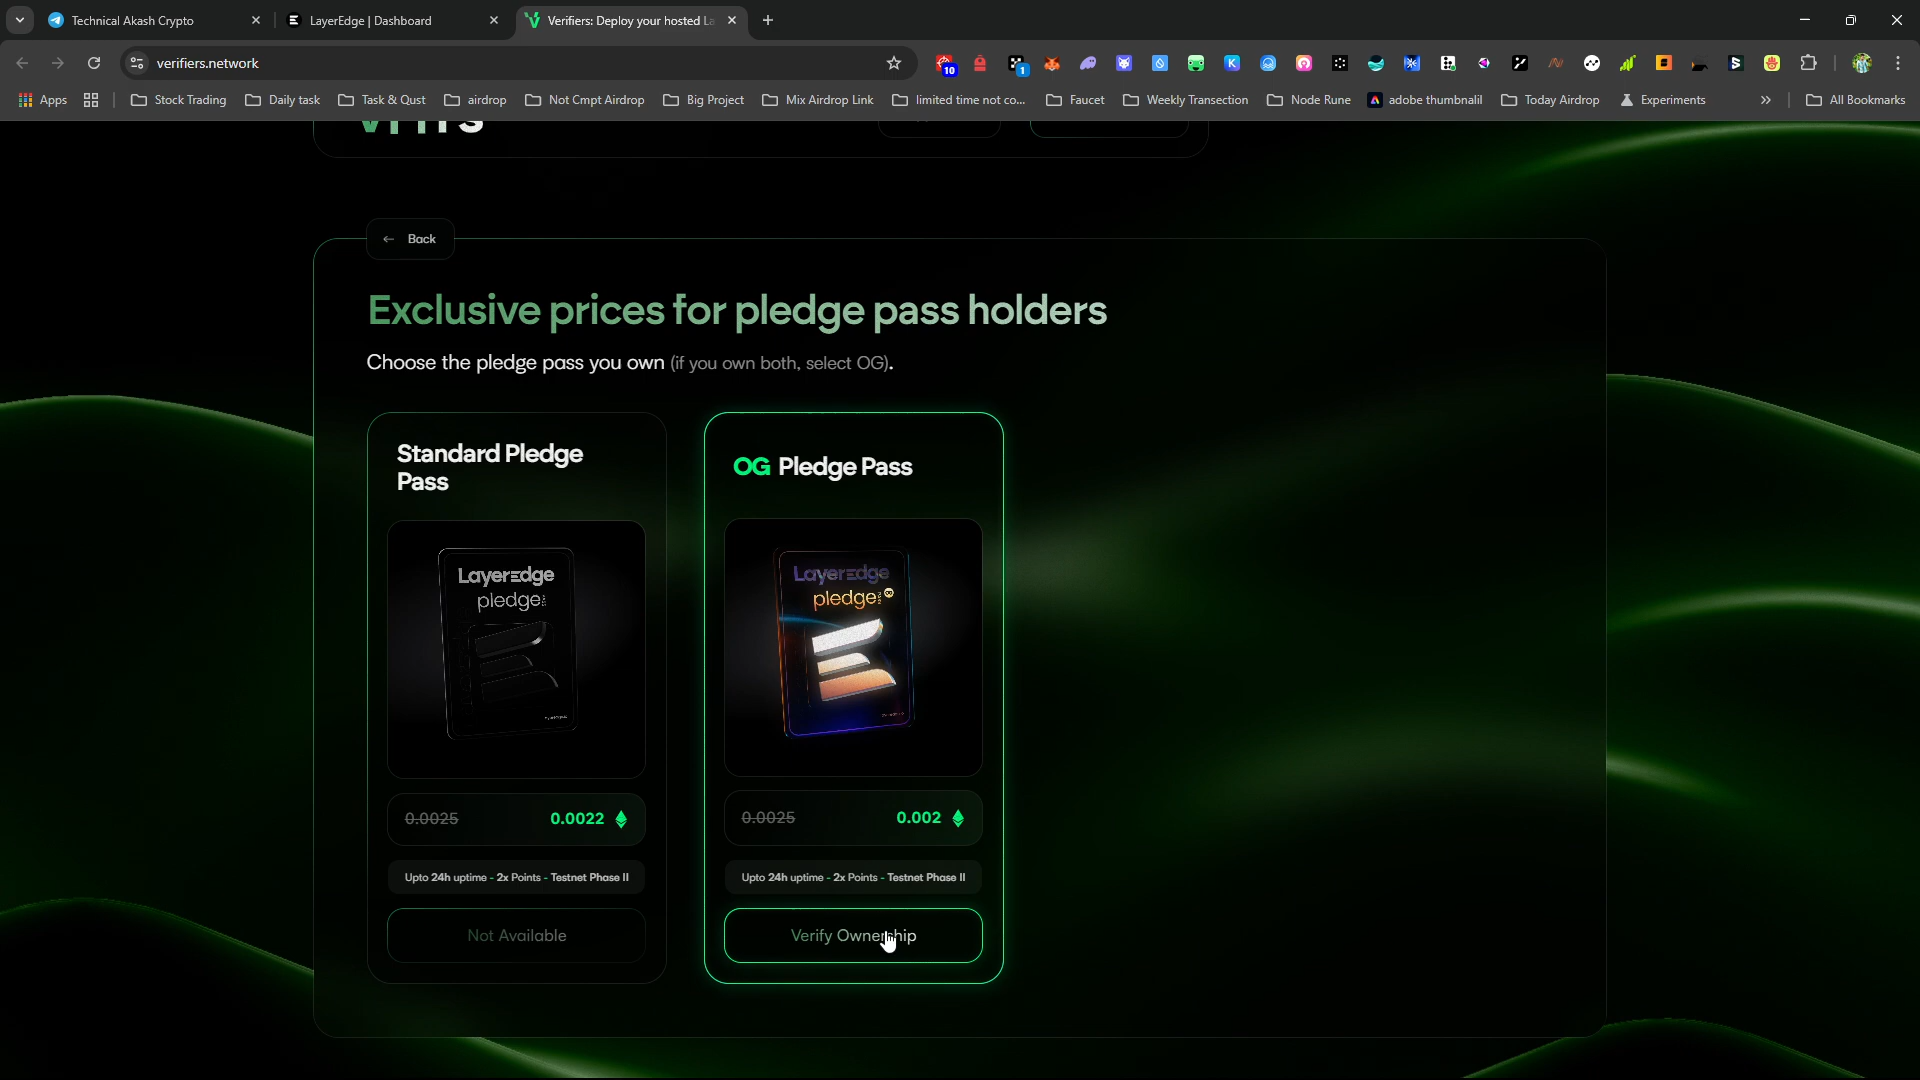 Technical Akash Crypto
LayerEdge | Dashboard
Verifiers: Deploy your hosted La
verifiers.network
10
1
Apps
Stock Trading
Daily task
Task & Qust
airdrop
Not Cmpt Airdrop
Big Project
Mix Airdrop Link
limited time not co...
Faucet
Weekly Transection
Node Rune
adobe thumbnalil
Today Airdrop
Experiments
All Bookmarks
Back
Exclusive prices for pledge pass holders
Choose the pledge pass you own (if you own both, select OG).
Standard Pledge
Pass
LayerEdge
pledge
0.0025
0.0022
Upto 24h uptime - 2x Points - Testnet Phase II
Not Available
OG Pledge Pass
LayerEdge
pledge
0.0025
0.002
Upto 24h uptime - 2x Points - Testnet Phase II
Verify Ownership